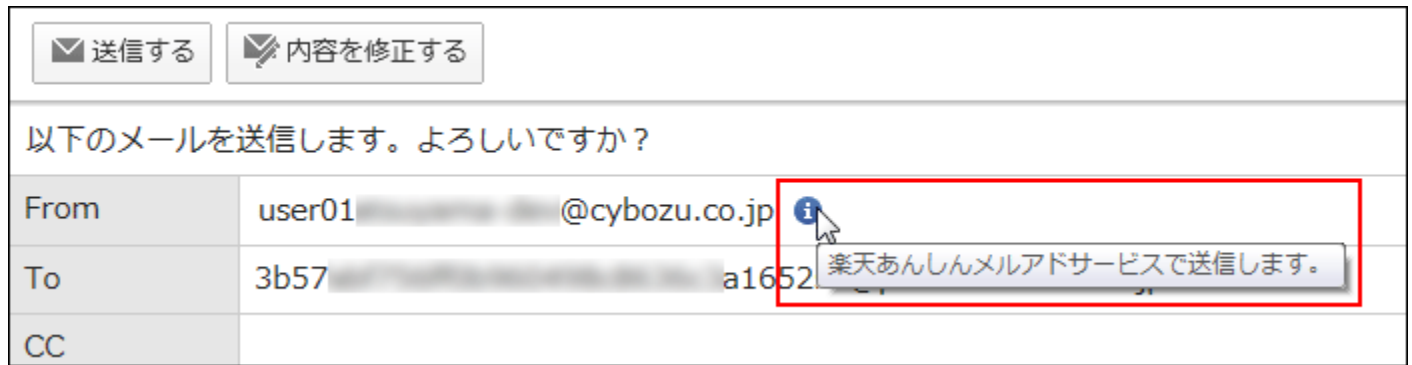 送信する 内容を修正する
以下のメールを送信します。よろしいですか？
From user01 @cybozu.co.jp
楽天あんしんメルアドサービスで送信します。
To 3b57 a1652
CC